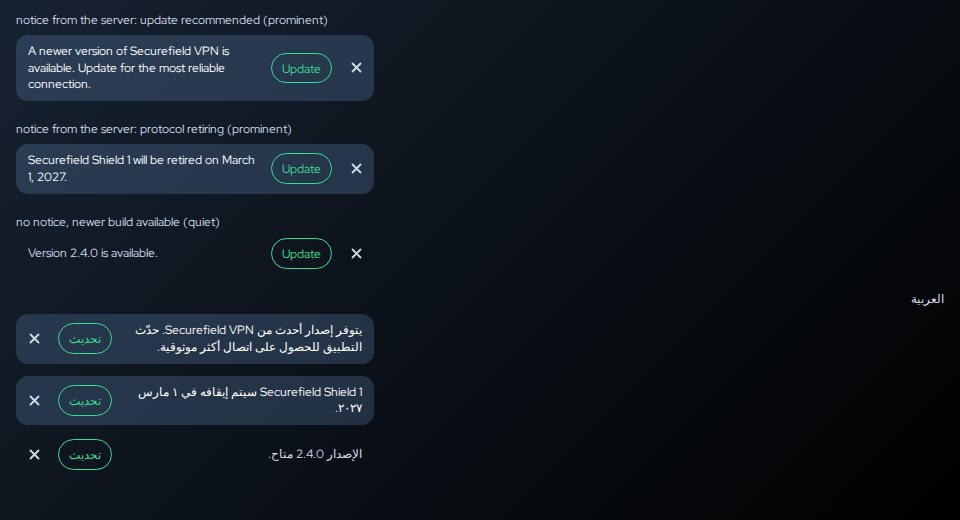 notice from the server: update recommended (prominent)
A newer version of Securefield VPN is
available. Update for the most reliable
connection.
Update
notice from the server: protocol retiring (prominent)
Securefield Shield 1 will be retired on March
1, 2027.
Update
no notice, newer build available (quiet)
Version 2.4.0 is available.
Update
العربية
يتوفر إصدار أحدث من Securefield VPN. حدّث
التطبيق للحصول على اتصال أكثر موثوقية.
تحديث
Securefield Shield 1 سيتم إيقافه في ١ مارس
٢٠٢٧.
تحديث
الإصدار 2.4.0 متاح.
تحديث